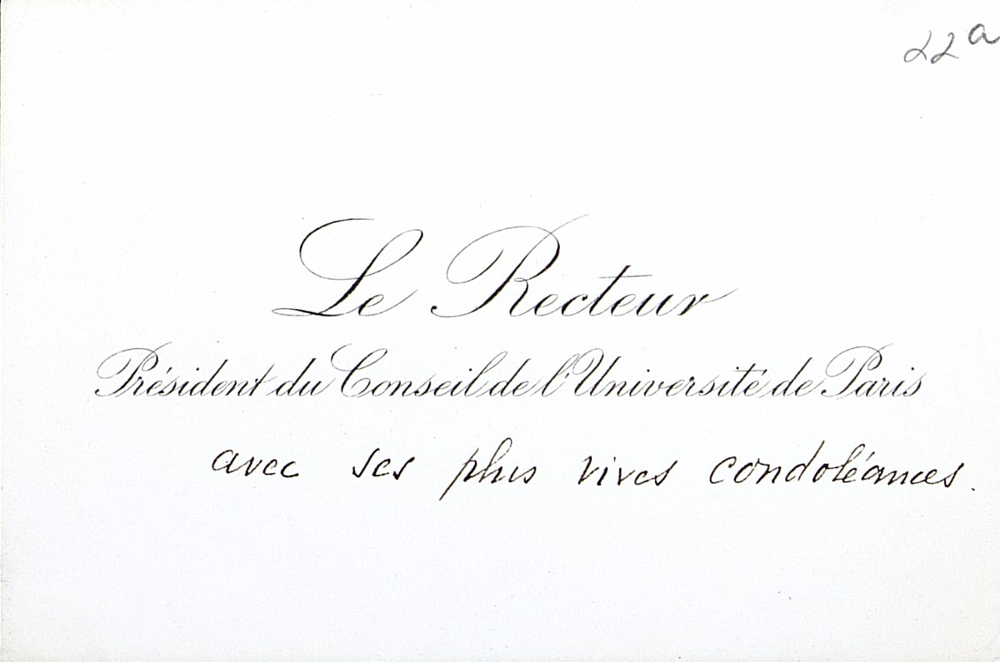 22a
Le Recteur
Président du Conseil de l'Université de Paris
avec ses plus vives condoléances.